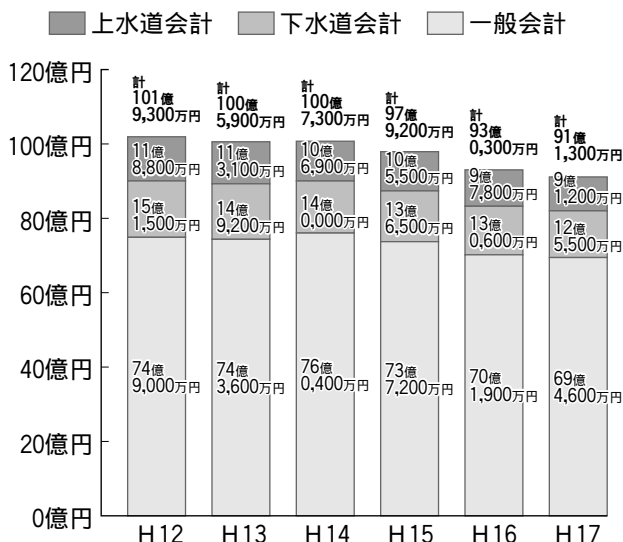 上水道会計 下水道会計 一般会計
120億円
100億円
80億円
60億円
40億円
20億円
0億円
計
101億
9,300万円
11億
8,800万円
15億
1,500万円
74億
9,000万円
H12
計
100億
5,900万円
11億
3,100万円
14億
9,200万円
74億
3,600万円
H13
計
100億
7,300万円
10億
6,900万円
14億
0,000万円
76億
0,400万円
H14
計
97億
9,200万円
10億
5,500万円
13億
6,500万円
73億
7,200万円
H15
計
93億
0,300万円
9億
7,800万円
13億
0,600万円
70億
1,900万円
H16
計
91億
1,300万円
9億
1,200万円
12億
5,500万円
69億
4,600万円
H17